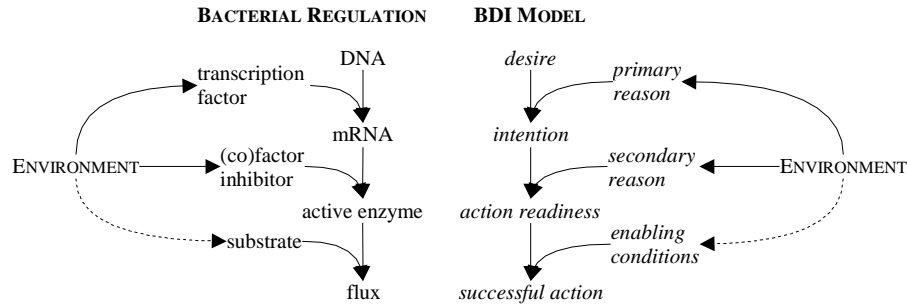 BACTERIAL REGULATION BDI MODEL
DNA desire
transcription
factor
primary
reason
mRNA intention
ENVIRONMENT
(co)factor
inhibitor
secondary
reason
ENVIRONMENT
active enzyme action readiness
substrate
enabling
conditions
flux successful action